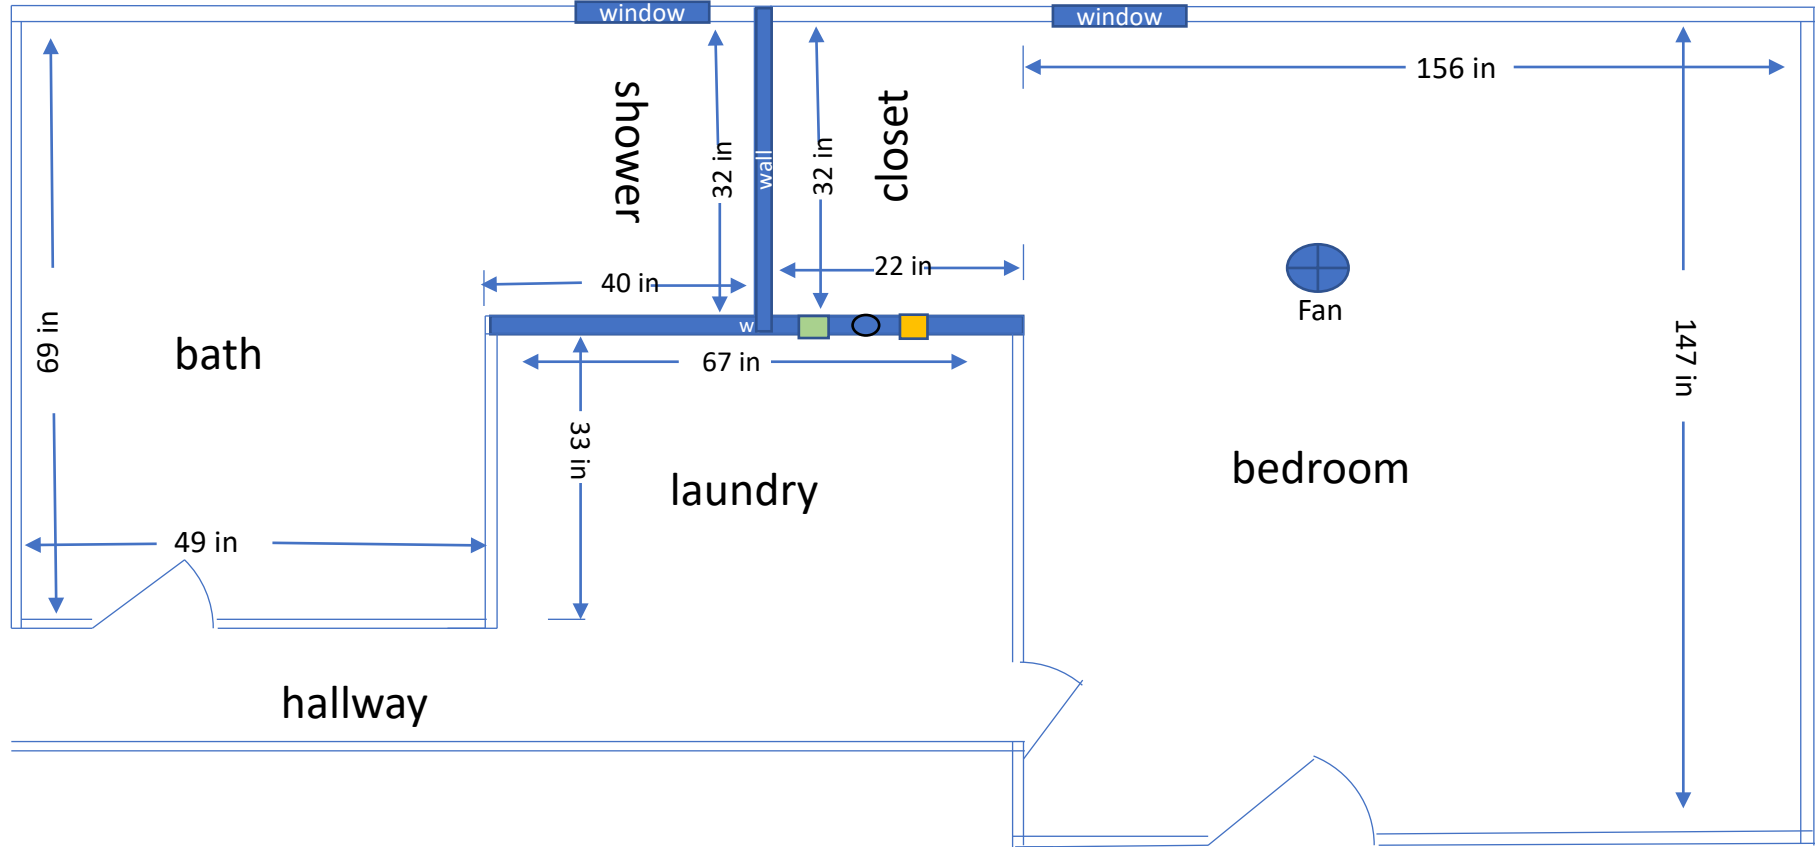 window
window
156 in
shower
32 in
wall
32 in
closet
40 in
22 in
Fan
69 in
bath
w
67 in
147 in
33 in
laundry
bedroom
49 in
hallway